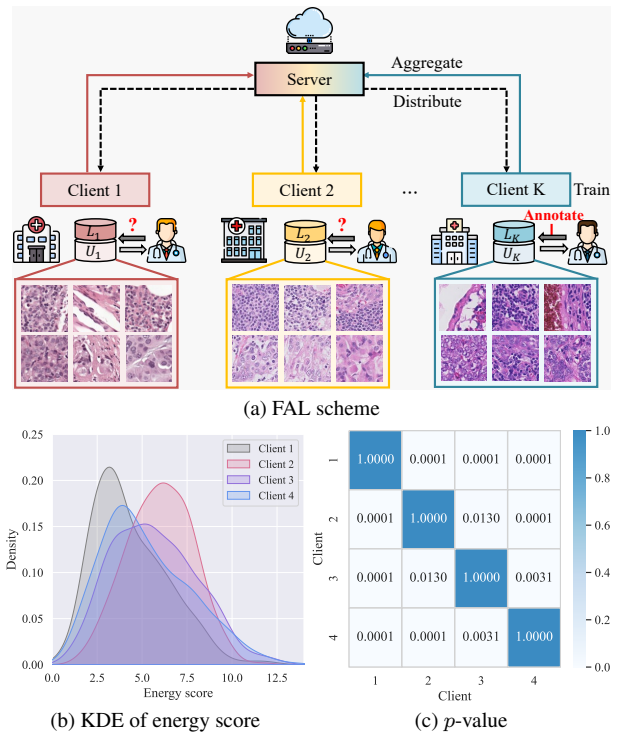 Server
Aggregate
Distribute
Client 1
Client 2
...
Client K
Train
?
?
Annotate
L₁
U₁
L₂
U₂
L_K
U_K
(a) FAL scheme
0.25
0.20
0.15
0.10
0.05
0.00
Density
Client 1
Client 2
Client 3
Client 4
0.0 2.5 5.0 7.5 10.0 12.5
Energy score
(b) KDE of energy score
1 1.0000 0.0001 0.0001 0.0001
2 0.0001 1.0000 0.0130 0.0001
3 0.0001 0.0130 1.0000 0.0031
4 0.0001 0.0001 0.0031 1.0000
Client
1 2 3 4
Client
1.0
0.8
0.6
0.4
0.2
0.0
(c) p-value